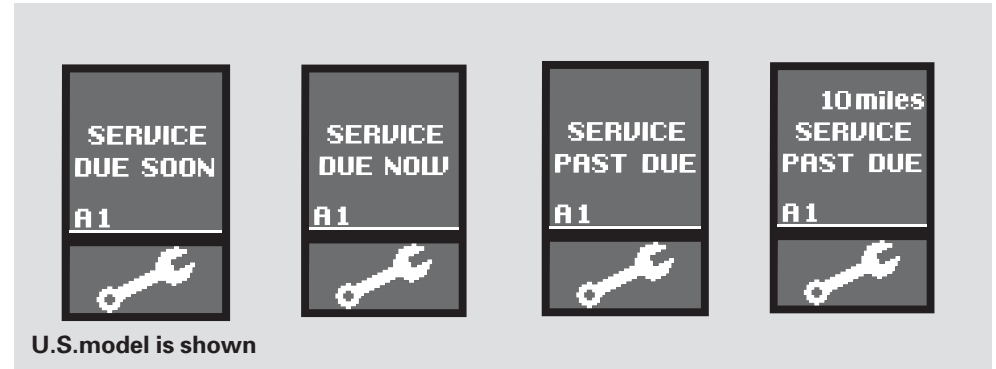 SERVICE
DUE SOON
A1
SERVICE
DUE NOW
A1
SERVICE
PAST DUE
A1
10 miles
SERVICE
PAST DUE
A1
U.S.model is shown